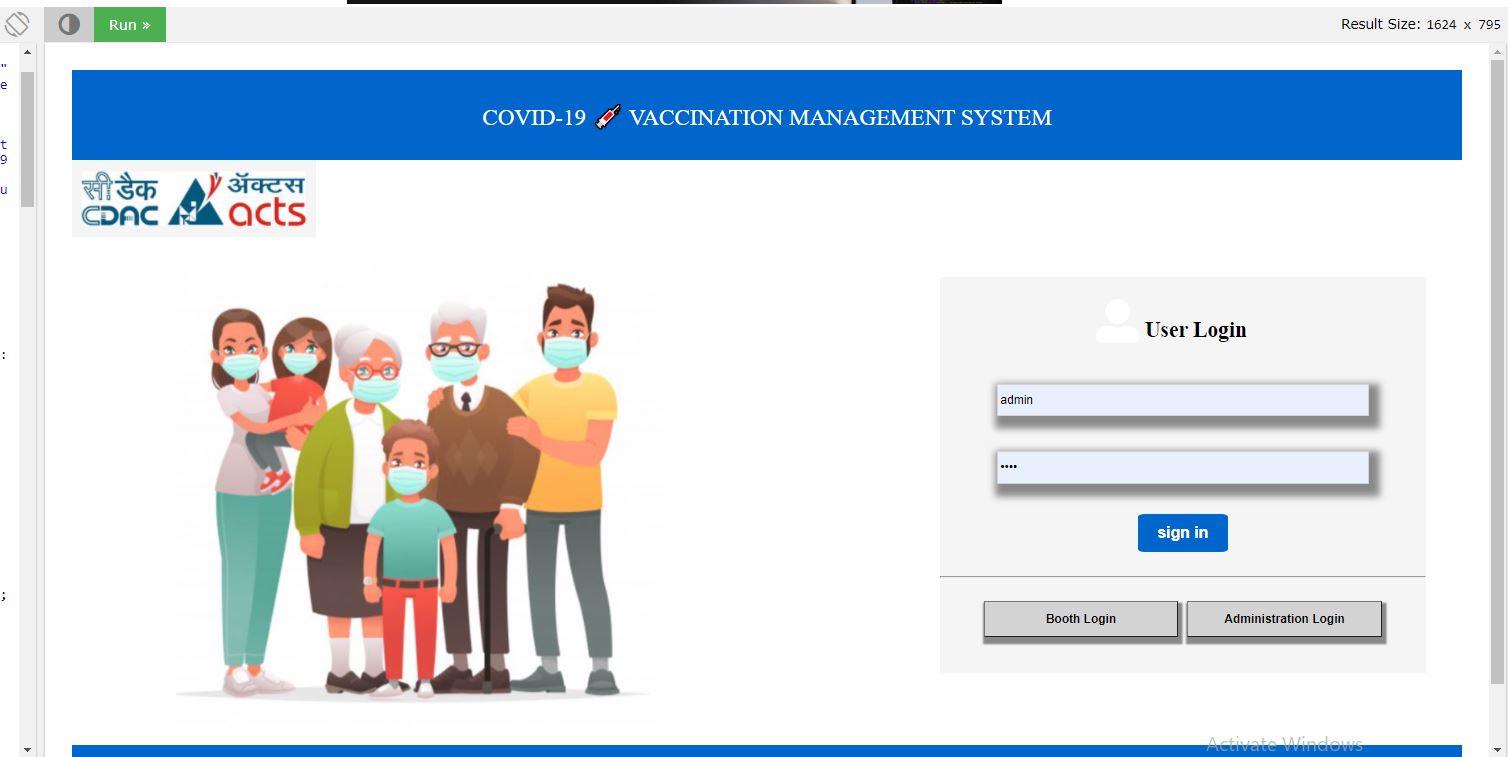 Run »
Result Size: 1624 x 795
"
e
t
9
u
:
;
COVID-19 VACCINATION MANAGEMENT SYSTEM
सी डैक ॲक्टस
CDAC acts
User Login
admin
••••
sign in
Booth Login Administration Login
Activate Windows